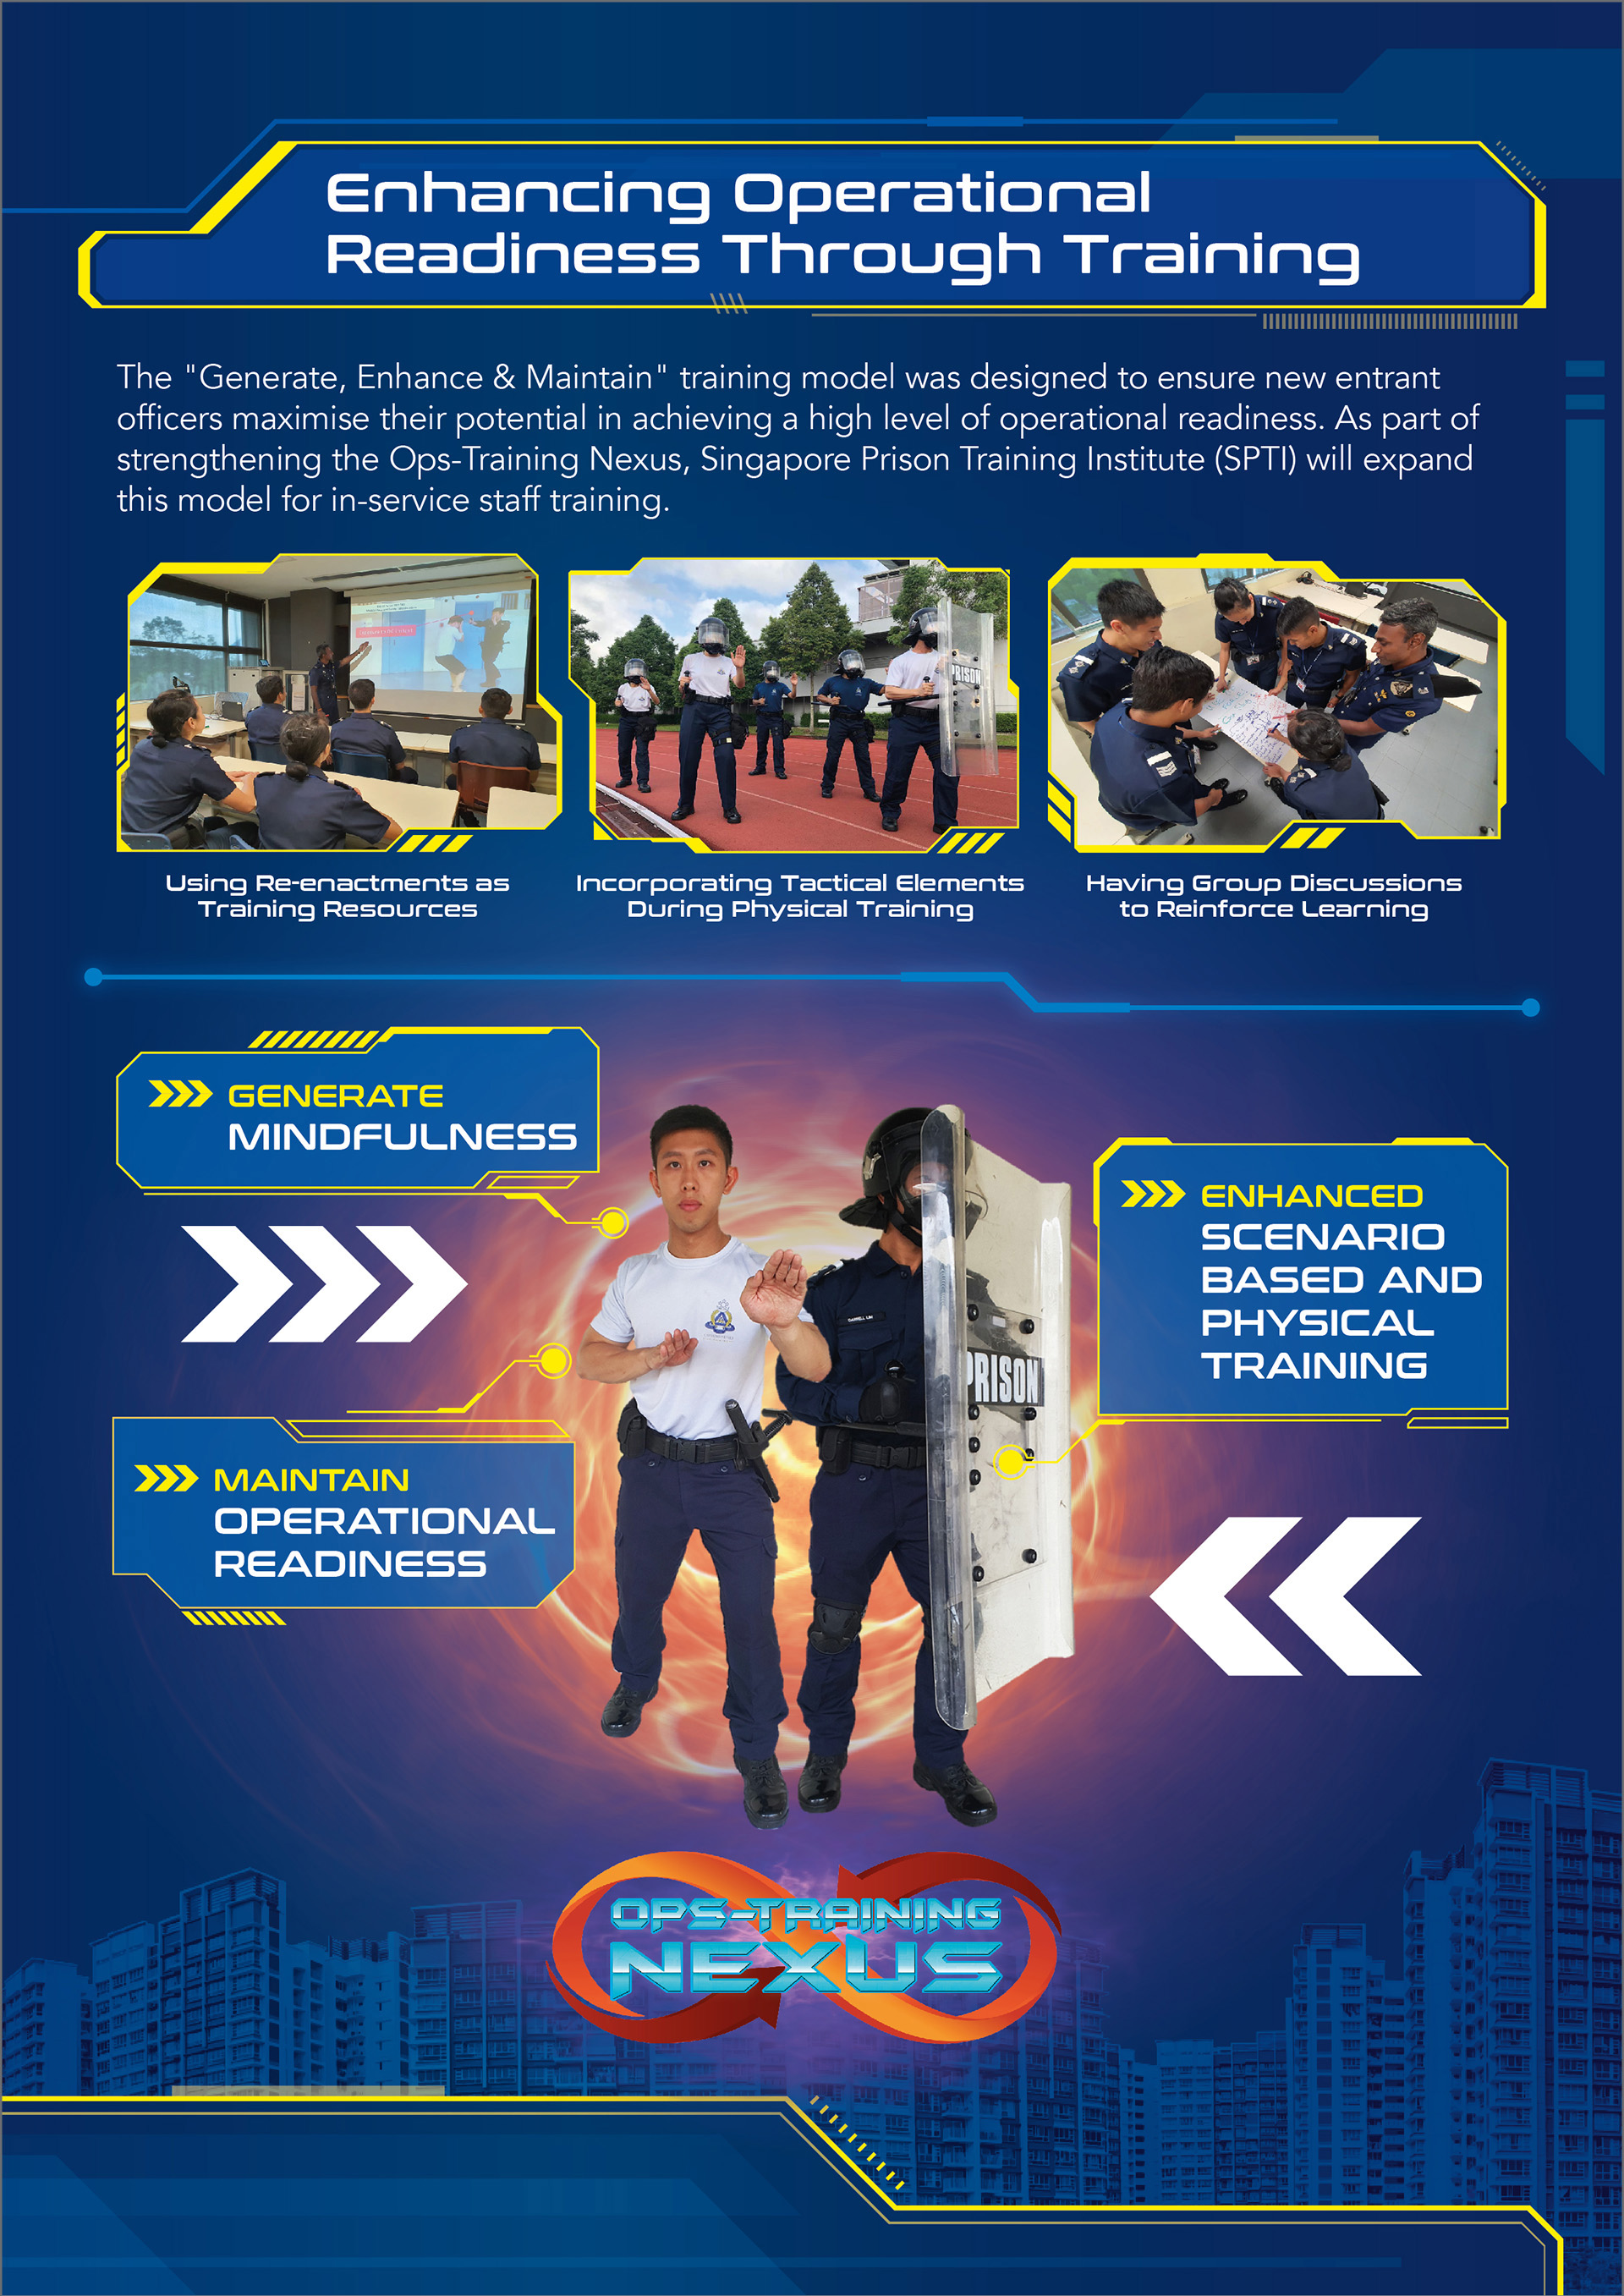 Enhancing Operational
Readiness Through Training
The "Generate, Enhance & Maintain" training model was designed to ensure new entrant
officers maximise their potential in achieving a high level of operational readiness. As part of
strengthening the Ops-Training Nexus, Singapore Prison Training Institute (SPTI) will expand
this model for in-service staff training.
PRISON
Using Re-enactments as
Training Resources
Incorporating Tactical Elements
During Physical Training
Having Group Discussions
to Reinforce Learning
GENERATE
MINDFULNESS
ENHANCED
SCENARIO
BASED AND
PHYSICAL
TRAINING
DARRELL LIM
PRISON
MAINTAIN
OPERATIONAL
READINESS
OPS-TRAINING
NEXUS